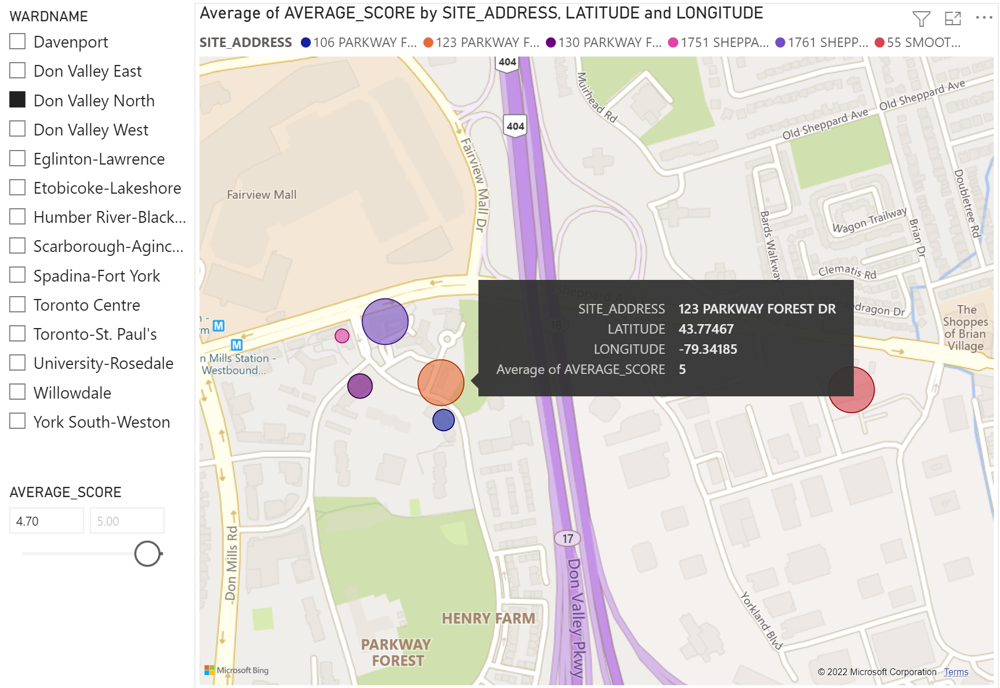 WARDNAME
Davenport
Don Valley East
Don Valley North
Don Valley West
Eglinton-Lawrence
Etobicoke-Lakeshore
Humber River-Black...
Scarborough-Aginc...
Spadina-Fort York
Toronto Centre
Toronto-St. Paul's
University-Rosedale
Willowdale
York South-Weston
AVERAGE_SCORE
4.70
5.00
Average of AVERAGE_SCORE by SITE_ADDRESS, LATITUDE and LONGITUDE
SITE_ADDRESS 106 PARKWAY F... 123 PARKWAY F... 130 PARKWAY F... 1751 SHEPPA... 1761 SHEPP... 55 SMOOT...
404
404
Muirhead Rd
Old Sheppard Ave
Old Sheppard Ave
Fairview Mall Dr
Fairview Mall
Doubletree Rd
Wagon Trailway
Bards Walkway
Brian Dr
Clematis Rd
Snapdragon Dr
Sheppard Ave E
18
SITE_ADDRESS 123 PARKWAY FOREST DR
LATITUDE 43.77467
LONGITUDE -79.34185
Average of AVERAGE_SCORE 5
The
Shoppes
of Brian
Village
M
M
n Mills Station -
Westbound...
17
Don Mills Rd
Don Valley Pkwy
HENRY FARM
PARKWAY
FOREST
Yorkland Blvd
Microsoft Bing
© 2022 Microsoft Corporation Terms